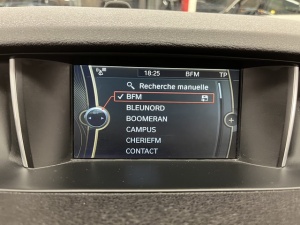 18:25 BFM TP
Recherche manuelle
BFM
BLEUNORD
BOOMERAN
CAMPUS
CHERIEFM
CONTACT